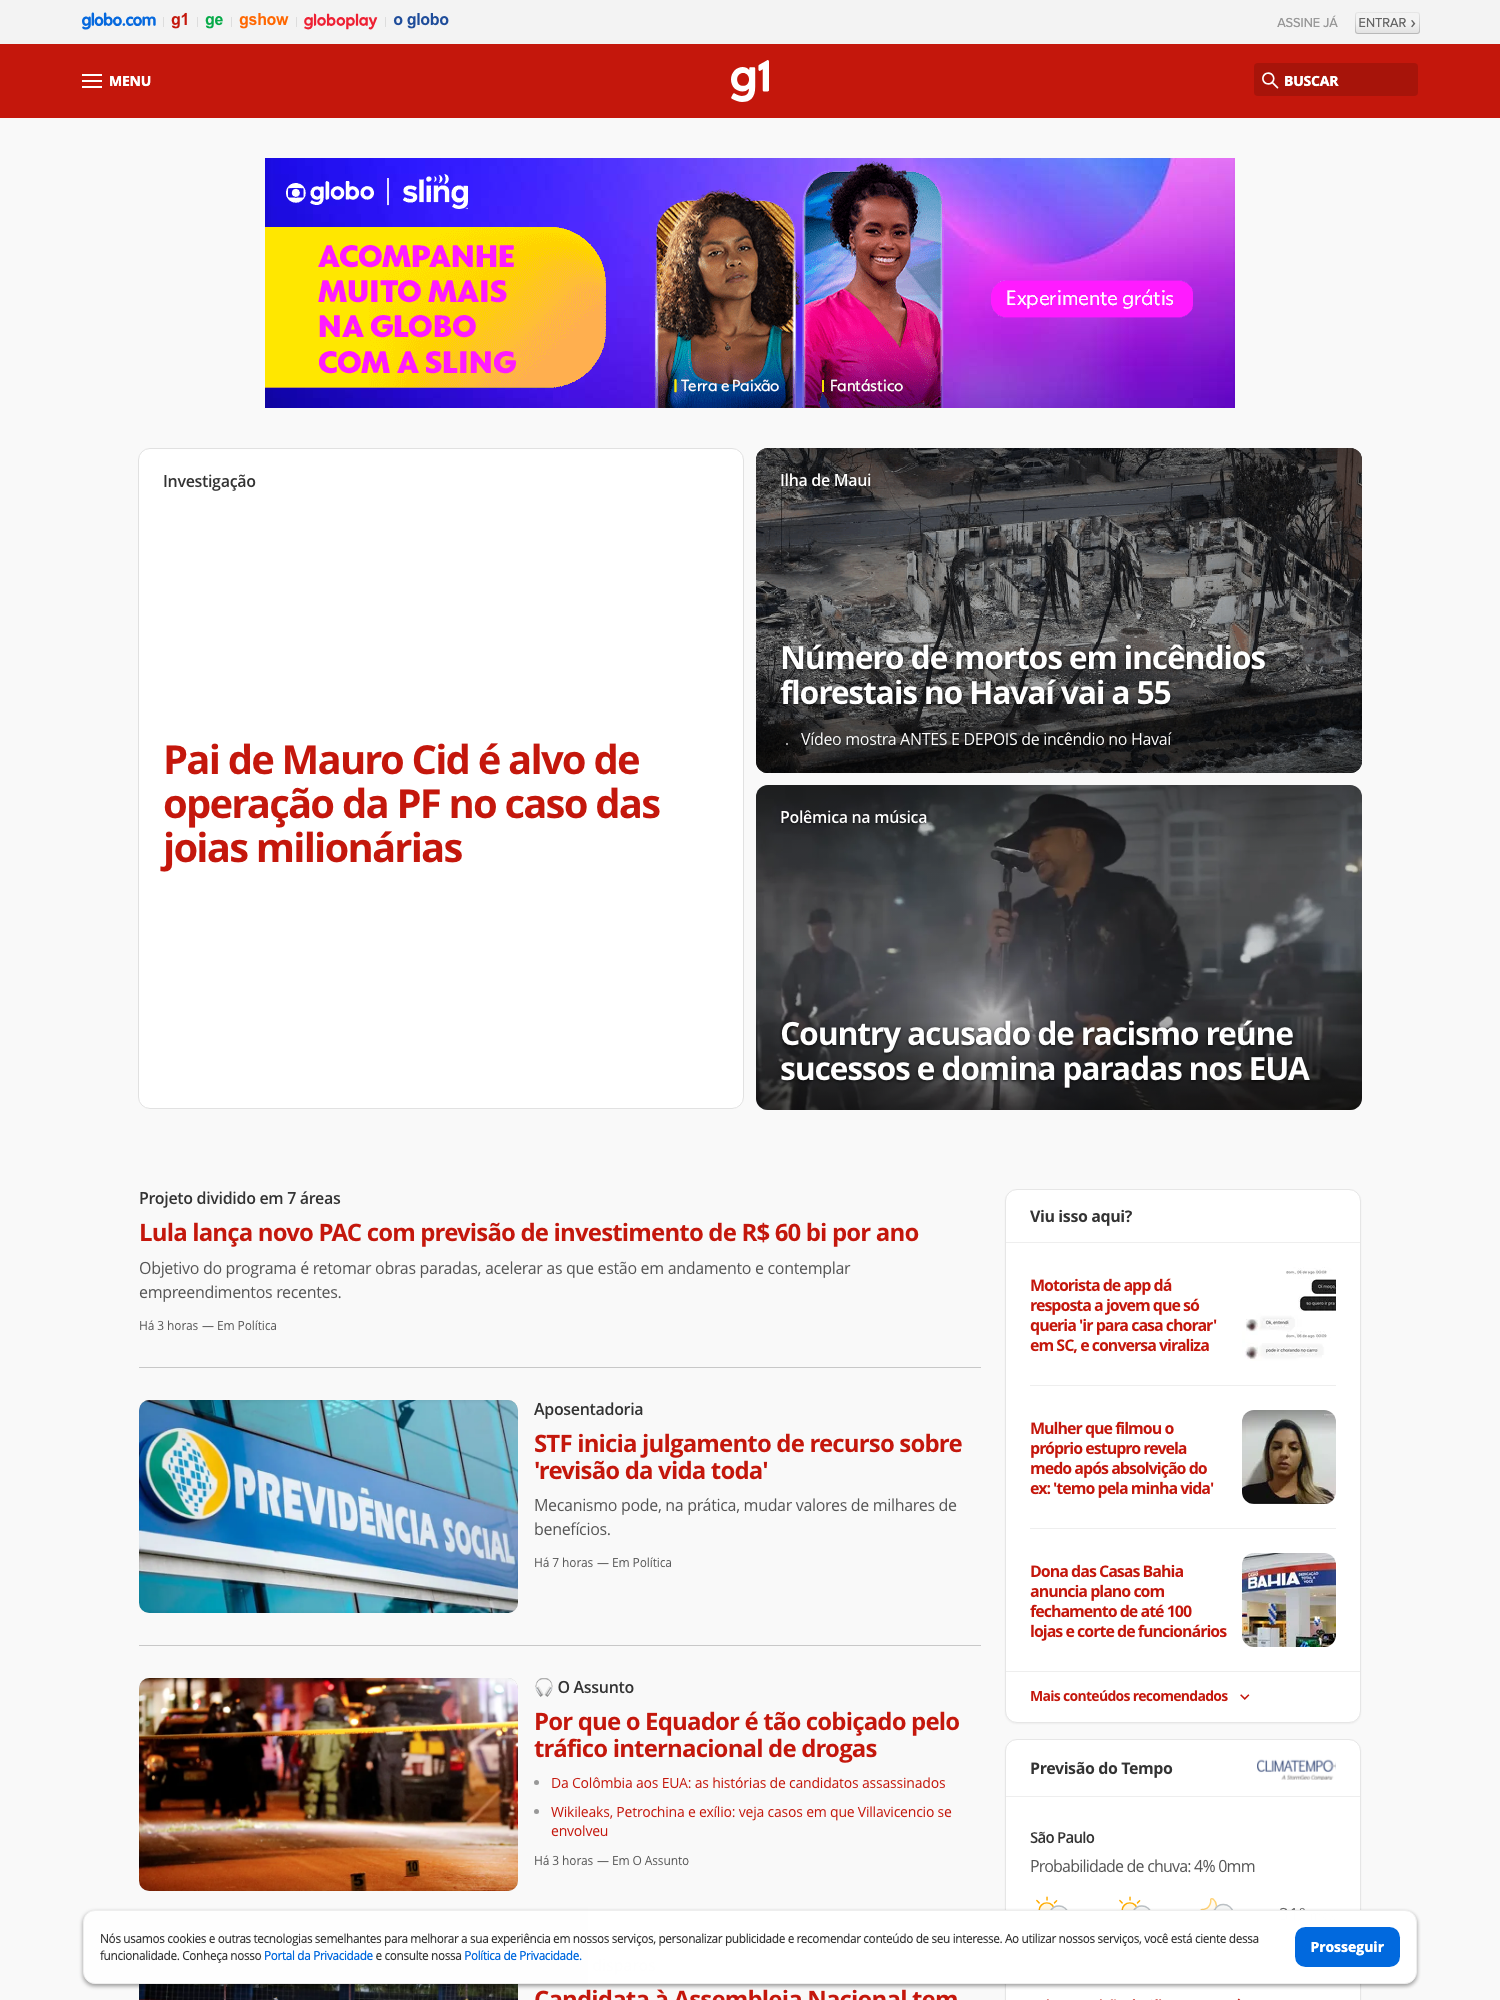 globo.com g1 ge gshow globoplay o globo
ASSINE JÁ
ENTRAR ›
MENU
g1
BUSCAR
globo | sling
ACOMPANHE
MUITO MAIS
NA GLOBO
COM A SLING
Terra e Paixão
Fantástico
Experimente grátis
Investigação
Pai de Mauro Cid é alvo de
operação da PF no caso das
joias milionárias
Ilha de Maui
Número de mortos em incêndios
florestais no Havaí vai a 55
Vídeo mostra ANTES E DEPOIS de incêndio no Havaí
Polêmica na música
Country acusado de racismo reúne
sucessos e domina paradas nos EUA
Projeto dividido em 7 áreas
Lula lança novo PAC com previsão de investimento de R$ 60 bi por ano
Objetivo do programa é retomar obras paradas, acelerar as que estão em andamento e contemplar
empreendimentos recentes.
Há 3 horas — Em Política
PREVIDÊNCIA SOCIAL
Aposentadoria
STF inicia julgamento de recurso sobre
'revisão da vida toda'
Mecanismo pode, na prática, mudar valores de milhares de
benefícios.
Há 7 horas — Em Política
5
10
O Assunto
Por que o Equador é tão cobiçado pelo
tráfico internacional de drogas
Da Colômbia aos EUA: as histórias de candidatos assassinados
Wikileaks, Petrochina e exílio: veja casos em que Villavicencio se
envolveu
Há 3 horas — Em O Assunto
Candidata à Assembleia Nacional tem
Viu isso aqui?
Motorista de app dá
resposta a jovem que só
queria 'ir para casa chorar'
em SC, e conversa viraliza
Ok, entendi
pode ir chorando no carro
Mulher que filmou o
próprio estupro revela
medo após absolvição do
ex: 'temo pela minha vida'
Dona das Casas Bahia
anuncia plano com
fechamento de até 100
lojas e corte de funcionários
BAHIA
Mais conteúdos recomendados
Previsão do Tempo
CLIMATEMPO
A StormGeo Company
São Paulo
Probabilidade de chuva: 4% 0mm
Nós usamos cookies e outras tecnologias semelhantes para melhorar a sua experiência em nossos serviços, personalizar publicidade e recomendar conteúdo de seu interesse. Ao utilizar nossos serviços, você está ciente dessa
funcionalidade. Conheça nosso Portal da Privacidade e consulte nossa Política de Privacidade.
Prosseguir